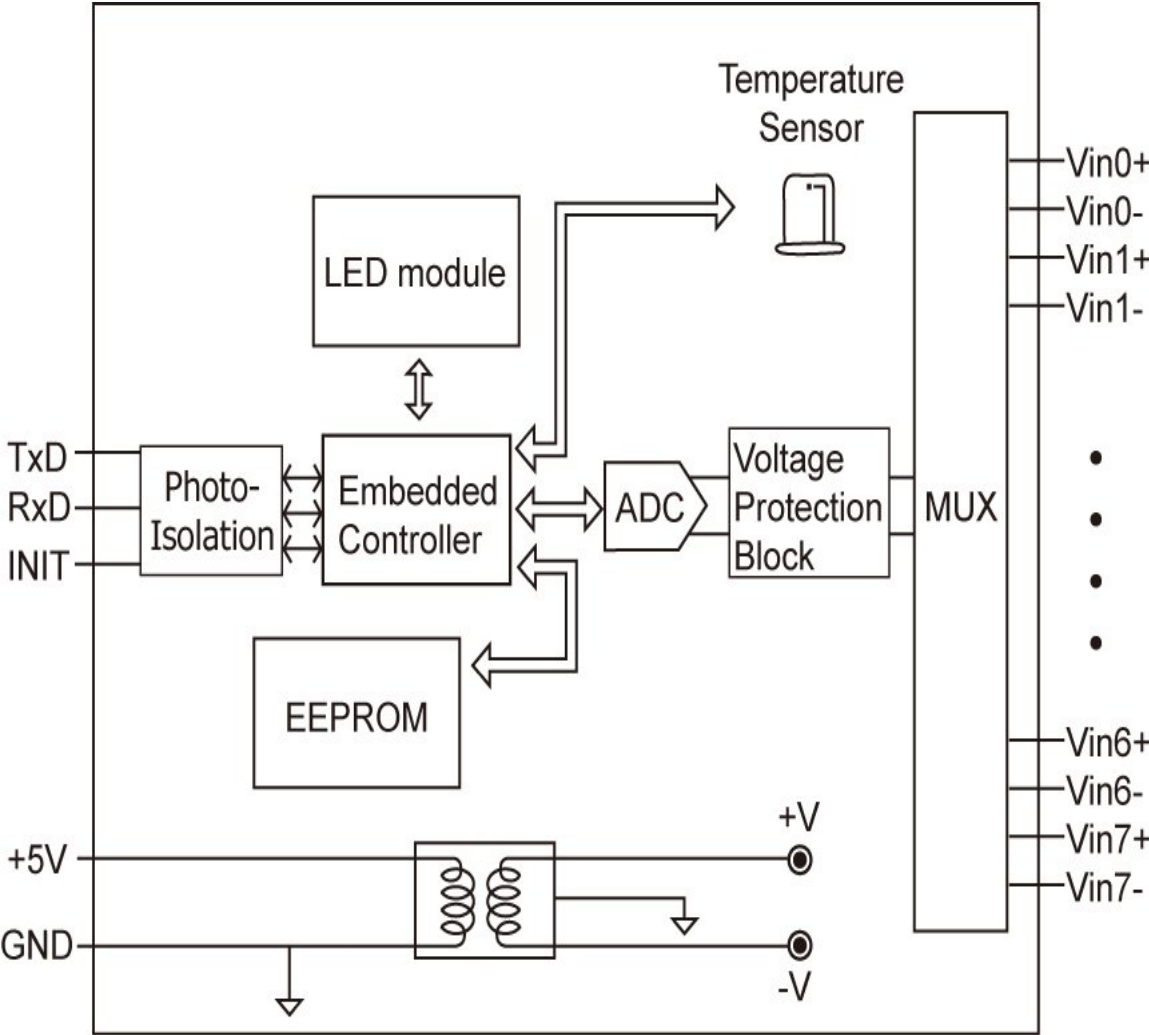 Temperature
Sensor
Vin0+
Vin0-
Vin1+
Vin1-
LED module
TxD
RxD
INIT
Photo-
Isolation
Embedded
Controller
ADC
Voltage
Protection
Block
MUX
EEPROM
Vin6+
Vin6-
Vin7+
Vin7-
+5V
GND
+V
-V